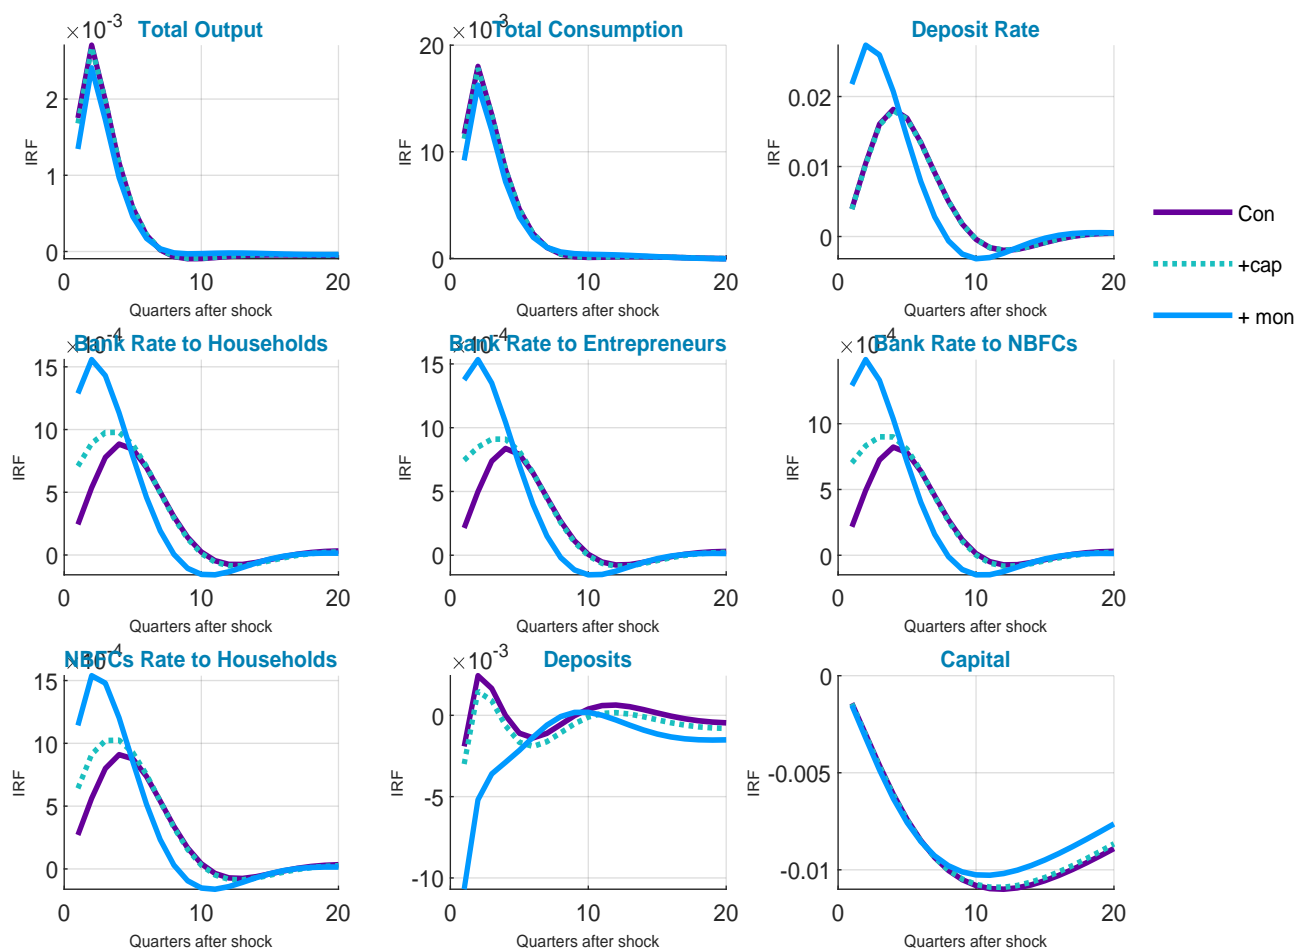 ×10-3 Total Output
2
1
0
IRF
0 10 20
Quarters after shock
×10-3 Total Consumption
20
10
0
IRF
0 10 20
Quarters after shock
Deposit Rate
0.02
0.01
0
IRF
0 10 20
Quarters after shock
Con
+cap
+ mon
×10-4 Bank Rate to Households
15
10
5
0
IRF
0 10 20
Quarters after shock
×10-4 Bank Rate to Entrepreneurs
15
10
5
0
IRF
0 10 20
Quarters after shock
×10-4 Bank Rate to NBFCs
10
5
0
IRF
0 10 20
Quarters after shock
×10-4 NBFCs Rate to Households
15
10
5
0
IRF
0 10 20
Quarters after shock
×10-3 Deposits
0
-5
-10
IRF
0 10 20
Quarters after shock
Capital
0
-0.005
-0.01
IRF
0 10 20
Quarters after shock